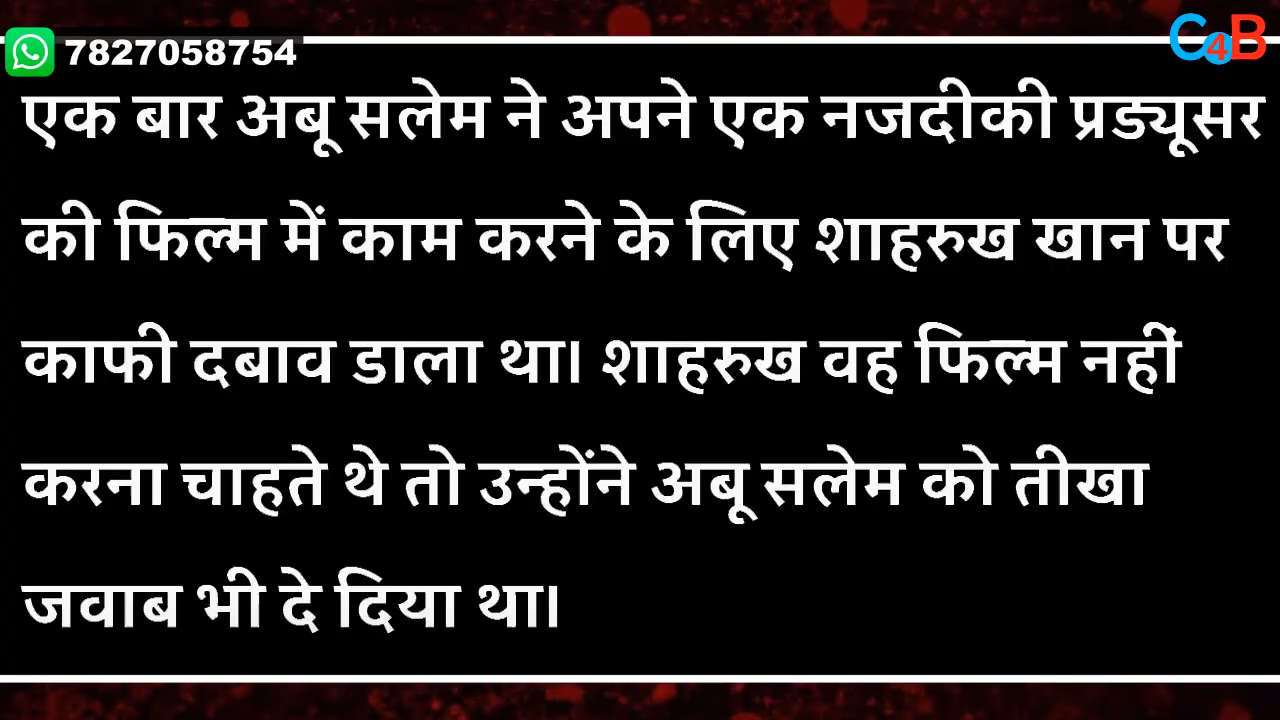 7827058754
C4B
एक बार अबू सलेम ने अपने एक नजदीकी प्रड्यूसर
की फिल्म में काम करने के लिए शाहरुख खान पर
काफी दबाव डाला था। शाहरुख वह फिल्म नहीं
करना चाहते थे तो उन्होंने अबू सलेम को तीखा
जवाब भी दे दिया था।